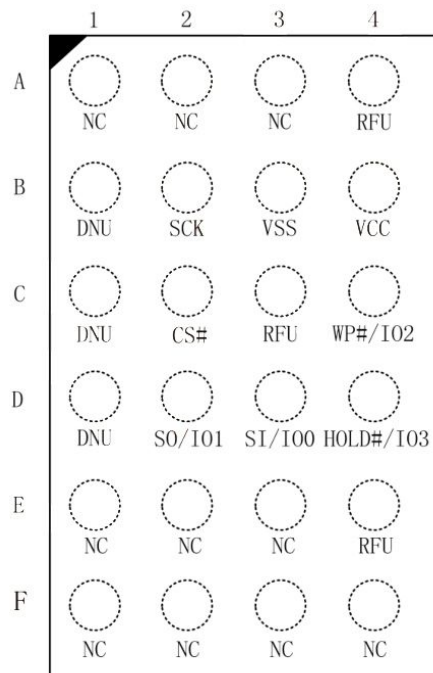 1 2 3 4
A
NC NC NC RFU
B
DNU SCK VSS VCC
C
DNU CS# RFU WP#/IO2
D
DNU SO/IO1 SI/IO0 HOLD#/IO3
E
NC NC NC RFU
F
NC NC NC NC